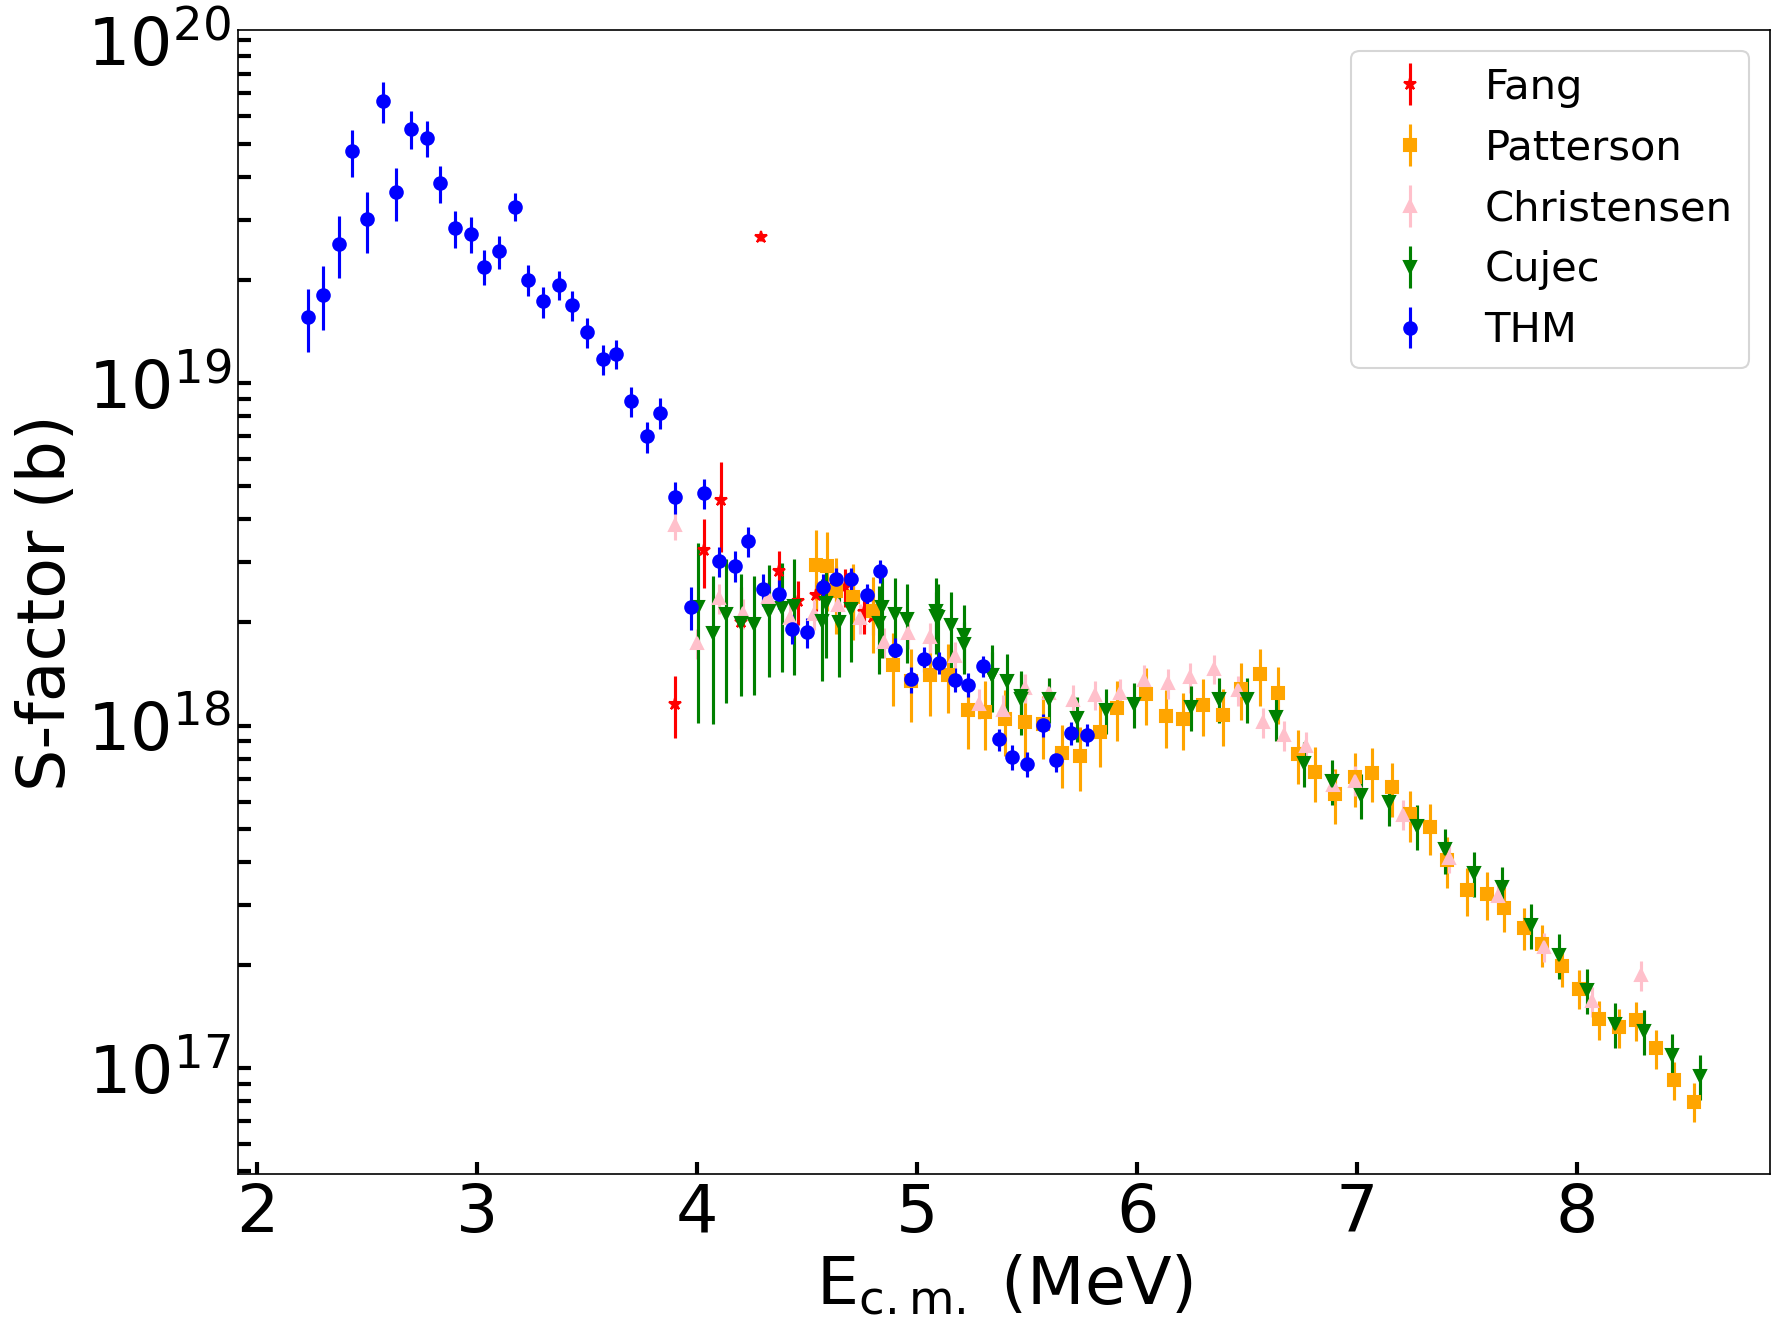 10^20
10^19
10^18
10^17
S-factor (b)
Fang
Patterson
Christensen
Cujec
THM
2 3 4 5 6 7 8
E_c.m. (MeV)